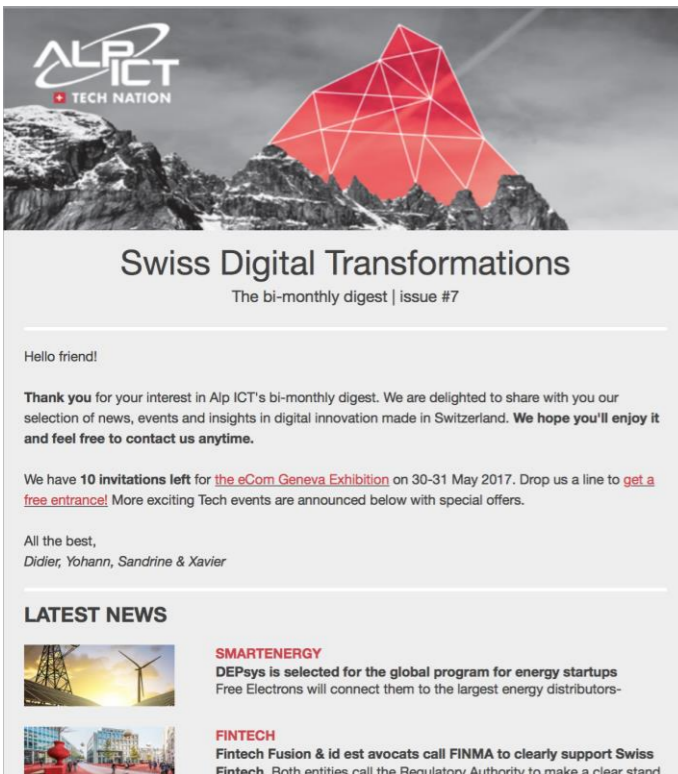 ALP
ICT
TECH NATION
Swiss Digital Transformations
The bi-monthly digest | issue #7
Hello friend!
Thank you for your interest in Alp ICT's bi-monthly digest. We are delighted to share with you our
selection of news, events and insights in digital innovation made in Switzerland. We hope you'll enjoy it
and feel free to contact us anytime.
We have 10 invitations left for the eCom Geneva Exhibition on 30-31 May 2017. Drop us a line to get a
free entrance! More exciting Tech events are announced below with special offers.
All the best,
Didier, Yohann, Sandrine & Xavier
LATEST NEWS
SMARTENERGY
DEPsys is selected for the global program for energy startups
Free Electrons will connect them to the largest energy distributors-
FINTECH
Fintech Fusion & id est avocats call FINMA to clearly support Swiss
Fintech. Both entities call the Regulatory Authority to make a clear stand